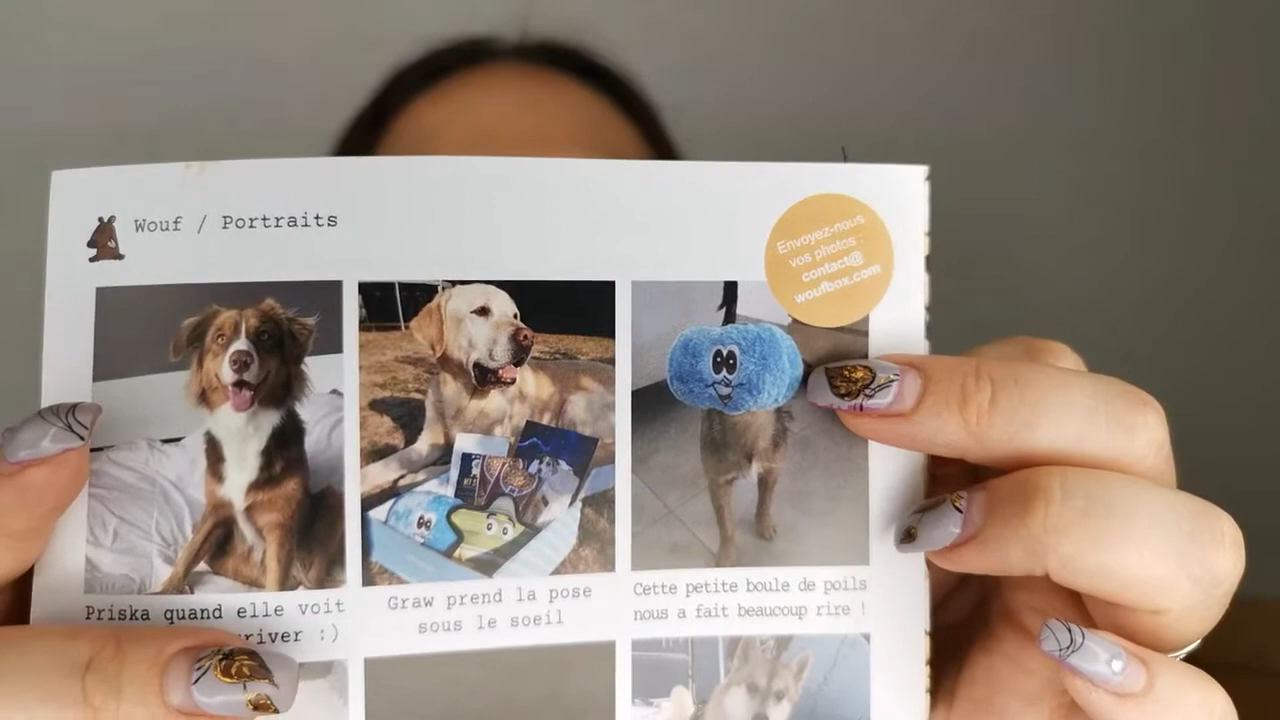 Wouf / Portraits
Envoyez-nous
vos photos :
contact@
woufbox.com
Priska quand elle voit
river :)
Graw prend la pose
sous le soeil
Cette petite boule de poils
nous a fait beaucoup rire !